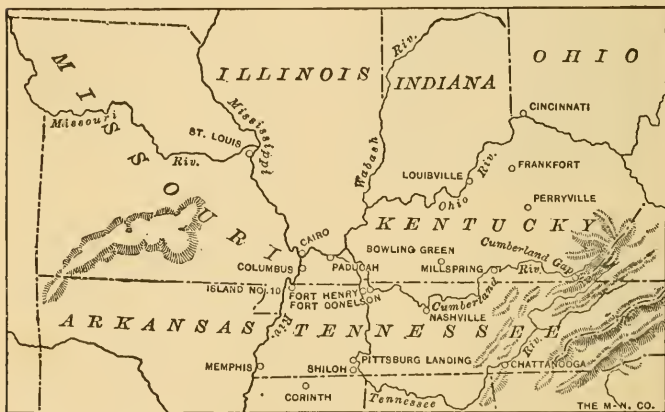 MISSOURI
ILLINOIS
INDIANA
OHIO
Missouri
Riv.
ST. LOUIS
Mississippi
Riv.
Wabash
Riv.
CINCINNATI
LOUISVILLE
Ohio
Riv.
FRANKFORT
PERRYVILLE
KENTUCKY
CAIRO
COLUMBUS
PADUCAH
BOWLING GREEN
MILLSPRING
Cumberland Gap
Riv.
ISLAND NO. 10
FORT HENRY
FORT DONELSON
Cumberland
NASHVILLE
ARKANSAS
TENNESSEE
Riv.
MEMPHIS
SHILOH
PITTSBURG LANDING
CHATTANOOGA
CORINTH
Tennessee
THE M-N. CO.